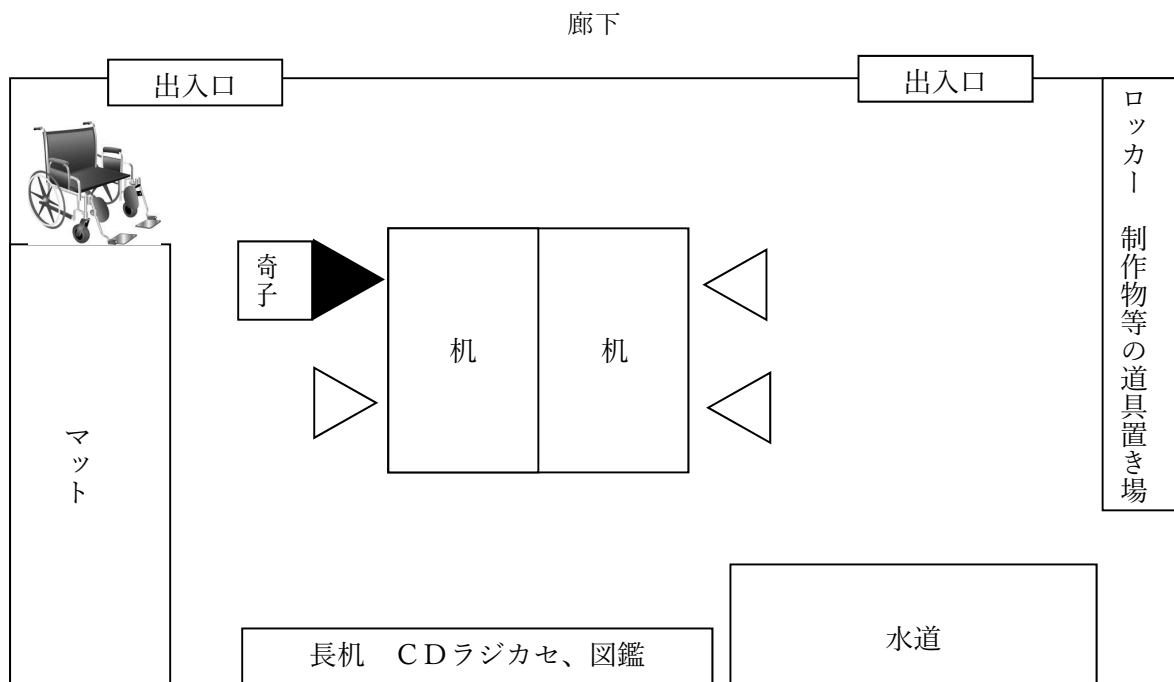 廊下
出入口
出入口
ロッカー　制作物等の道具置き場
椅子
机
机
マット
長机　ＣＤラジカセ、図鑑
水道